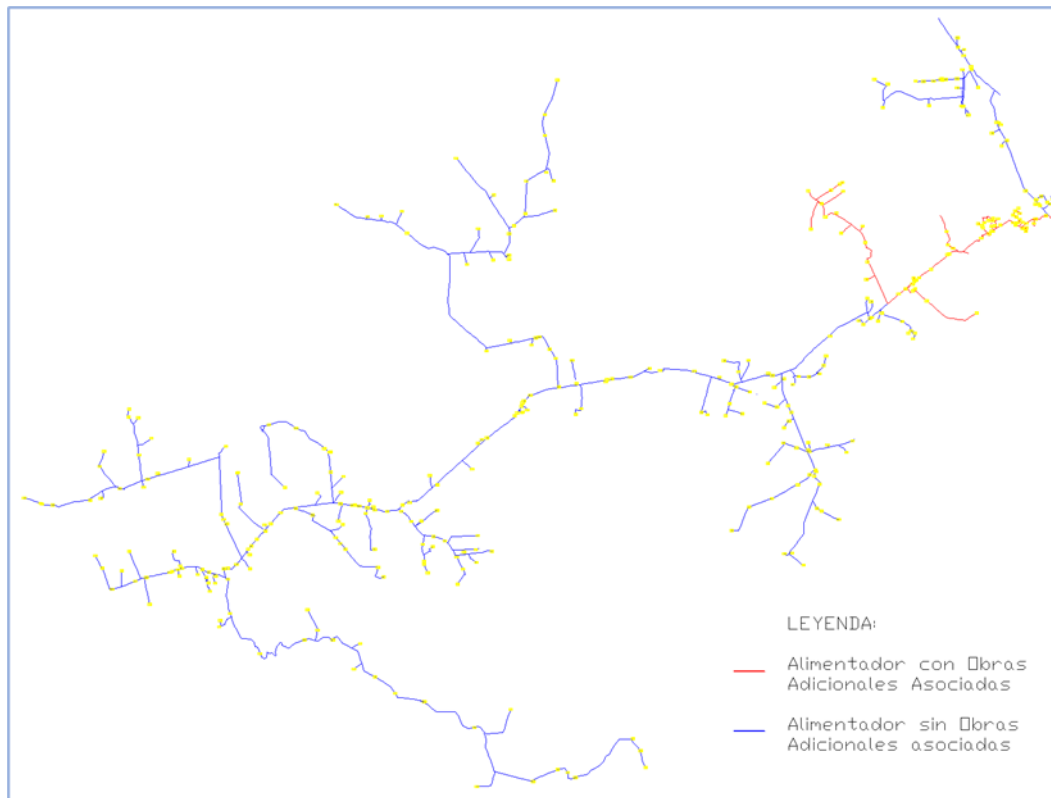 LEYENDA:
Alimentador con Obras
Adicionales Asociadas
Alimentador sin Obras
Adicionales asociadas